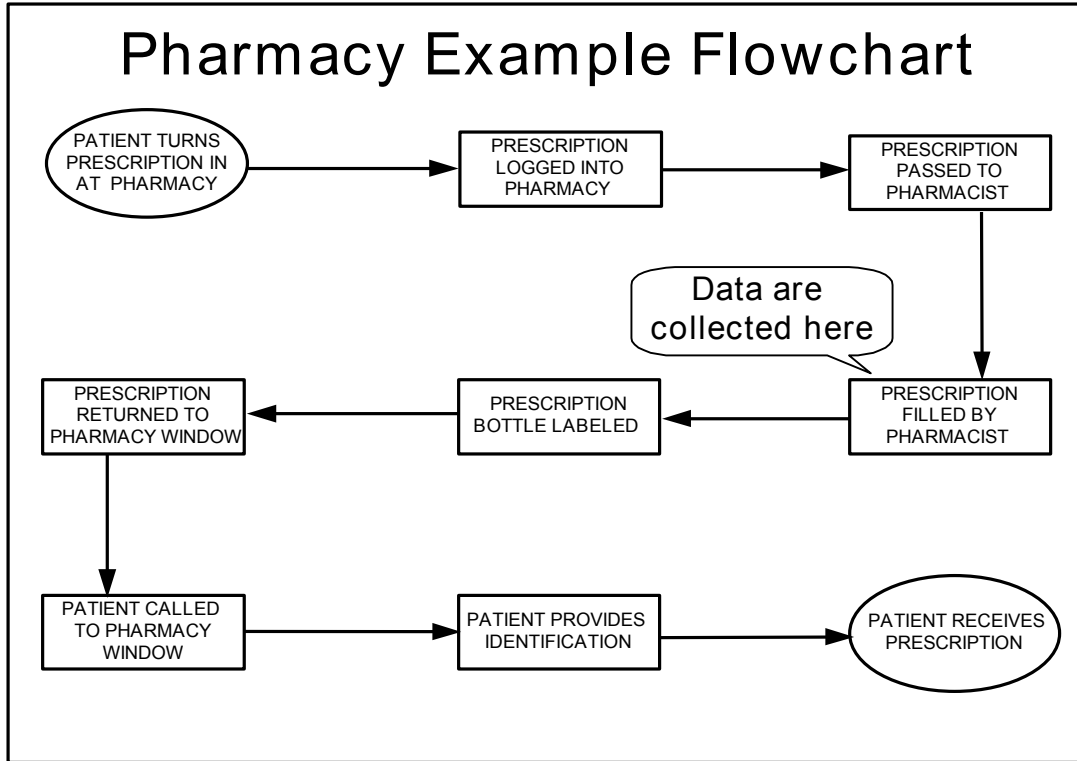 Pharmacy Example Flowchart
PATIENT TURNS
PRESCRIPTION IN
AT PHARMACY
PRESCRIPTION
LOGGED INTO
PHARMACY
PRESCRIPTION
PASSED TO
PHARMACIST
Data are
collected here
PRESCRIPTION
FILLED BY
PHARMACIST
PRESCRIPTION
BOTTLE LABELED
PRESCRIPTION
RETURNED TO
PHARMACY WINDOW
PATIENT CALLED
TO PHARMACY
WINDOW
PATIENT PROVIDES
IDENTIFICATION
PATIENT RECEIVES
PRESCRIPTION